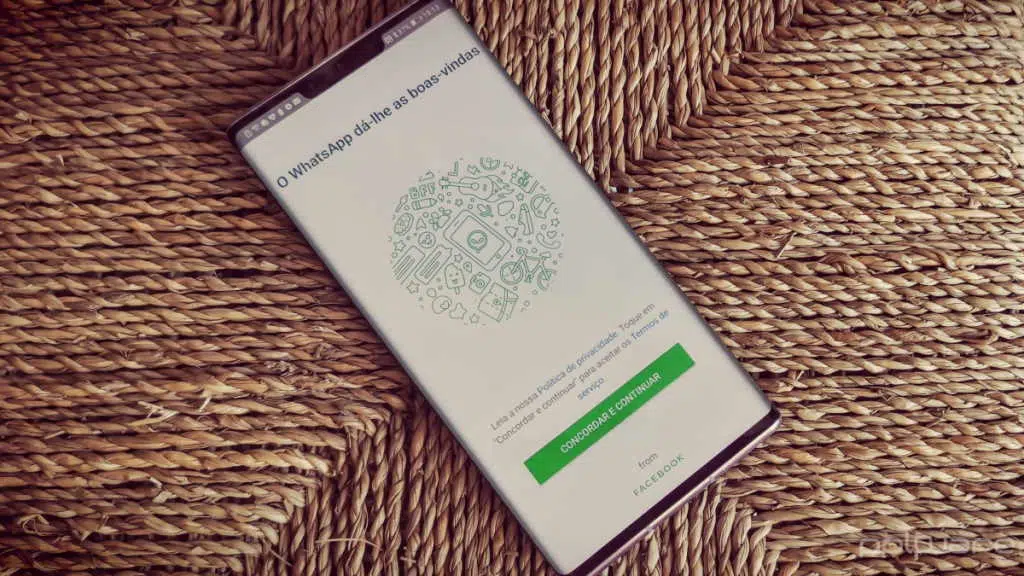 O WhatsApp dá-lhe as boas-vindas
BFF
Leia a nossa Política de privacidade. Toque em
"Concordar e continuar" para aceitar os Termos de
serviço.
CONCORDAR E CONTINUAR
from
FACEBOOK